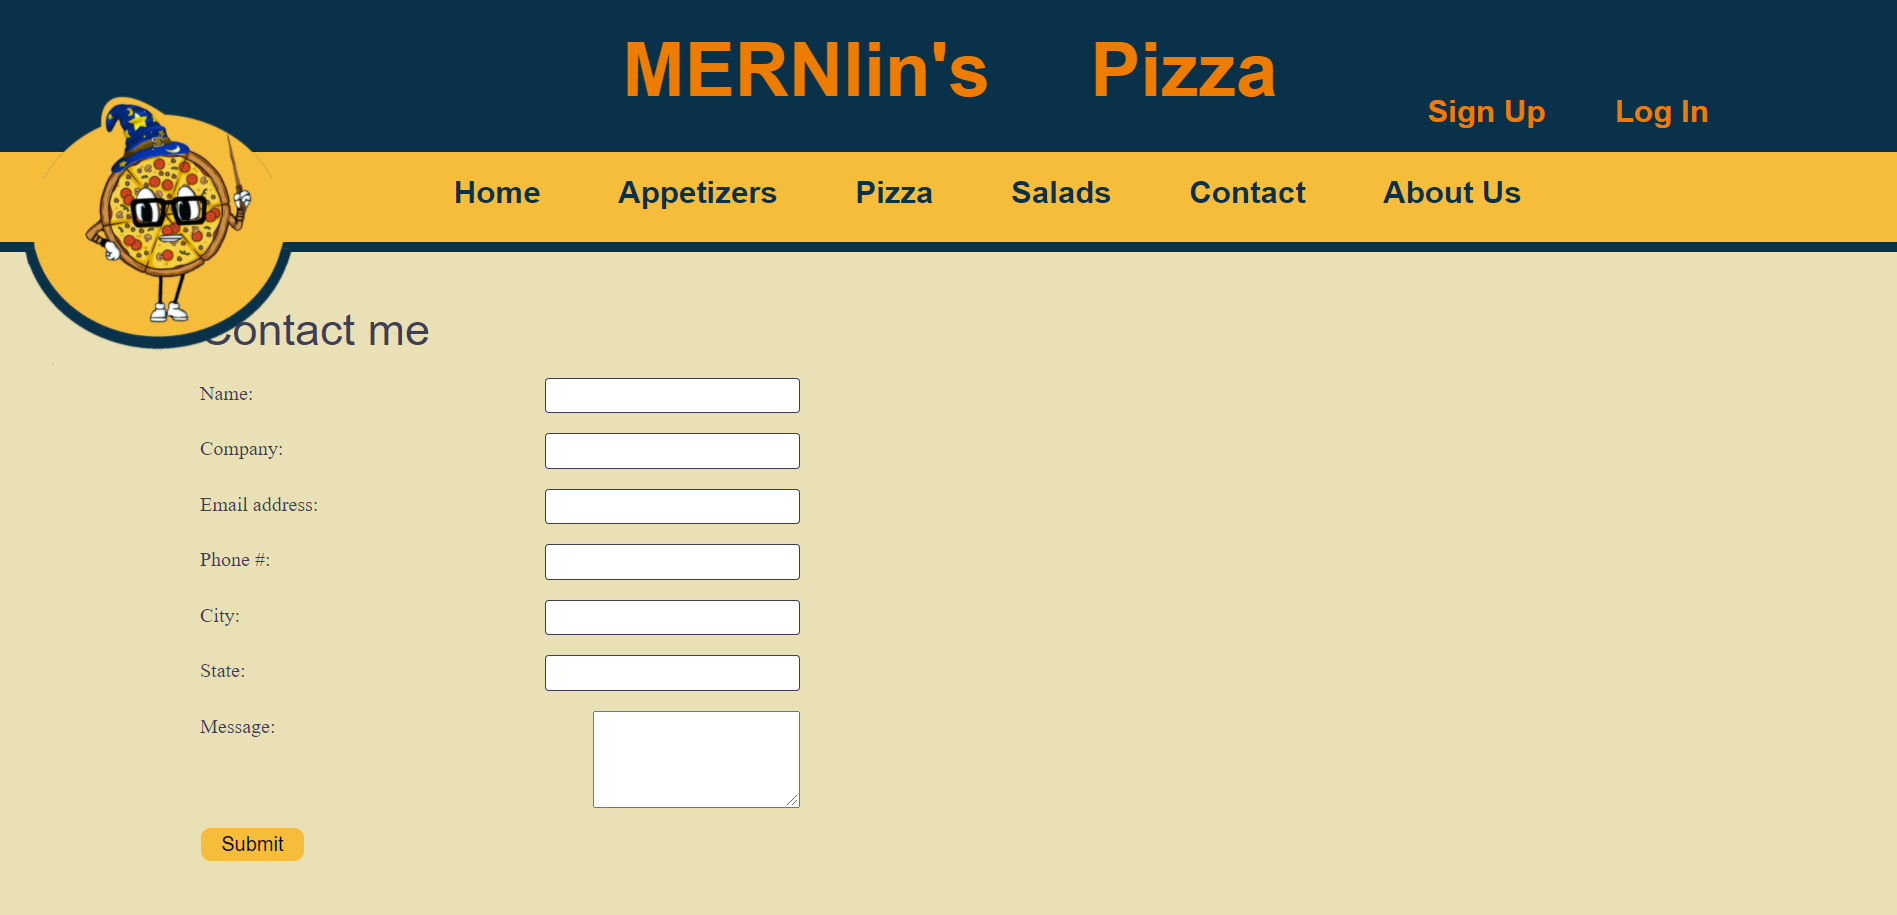 MERNlin's Pizza
Sign Up Log In
Home Appetizers Pizza Salads Contact About Us
Contact me
Name:
Company:
Email address:
Phone #:
City:
State:
Message:
Submit